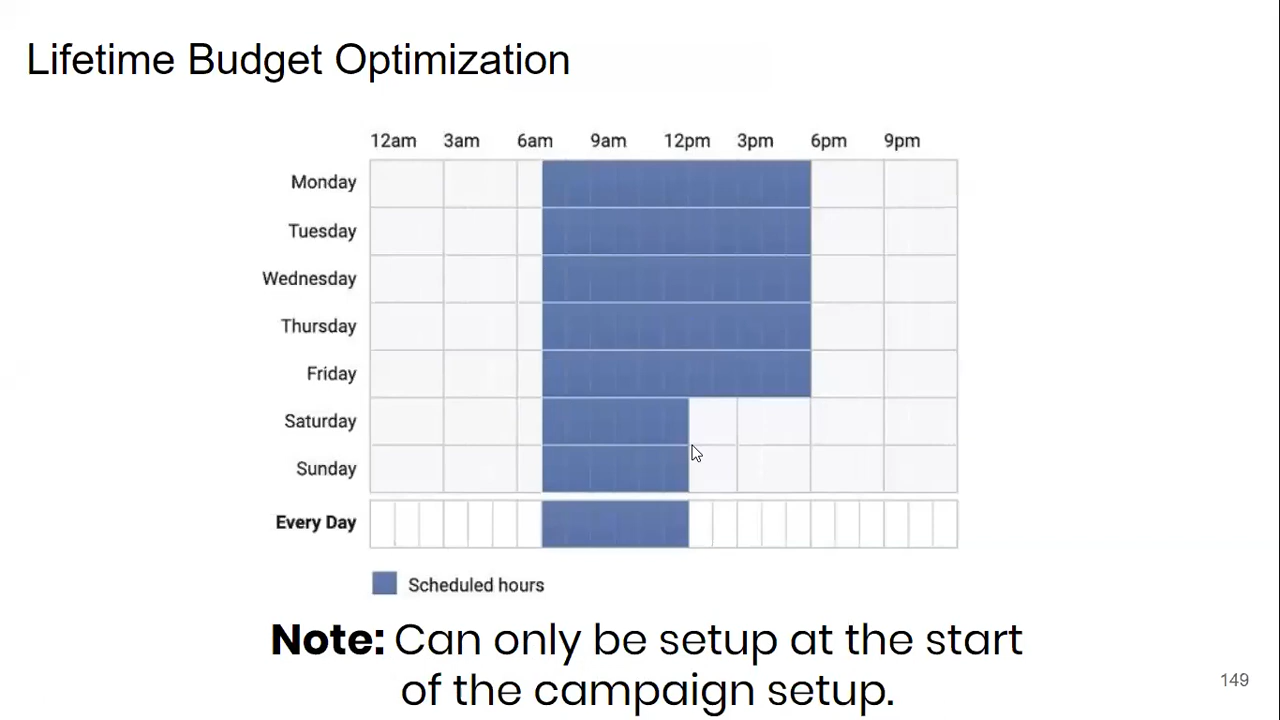 Lifetime Budget Optimization
12am 3am 6am 9am 12pm 3pm 6pm 9pm
Monday
Tuesday
Wednesday
Thursday
Friday
Saturday
Sunday
Every Day
Scheduled hours
Note: Can only be setup at the start
of the campaign setup.
149